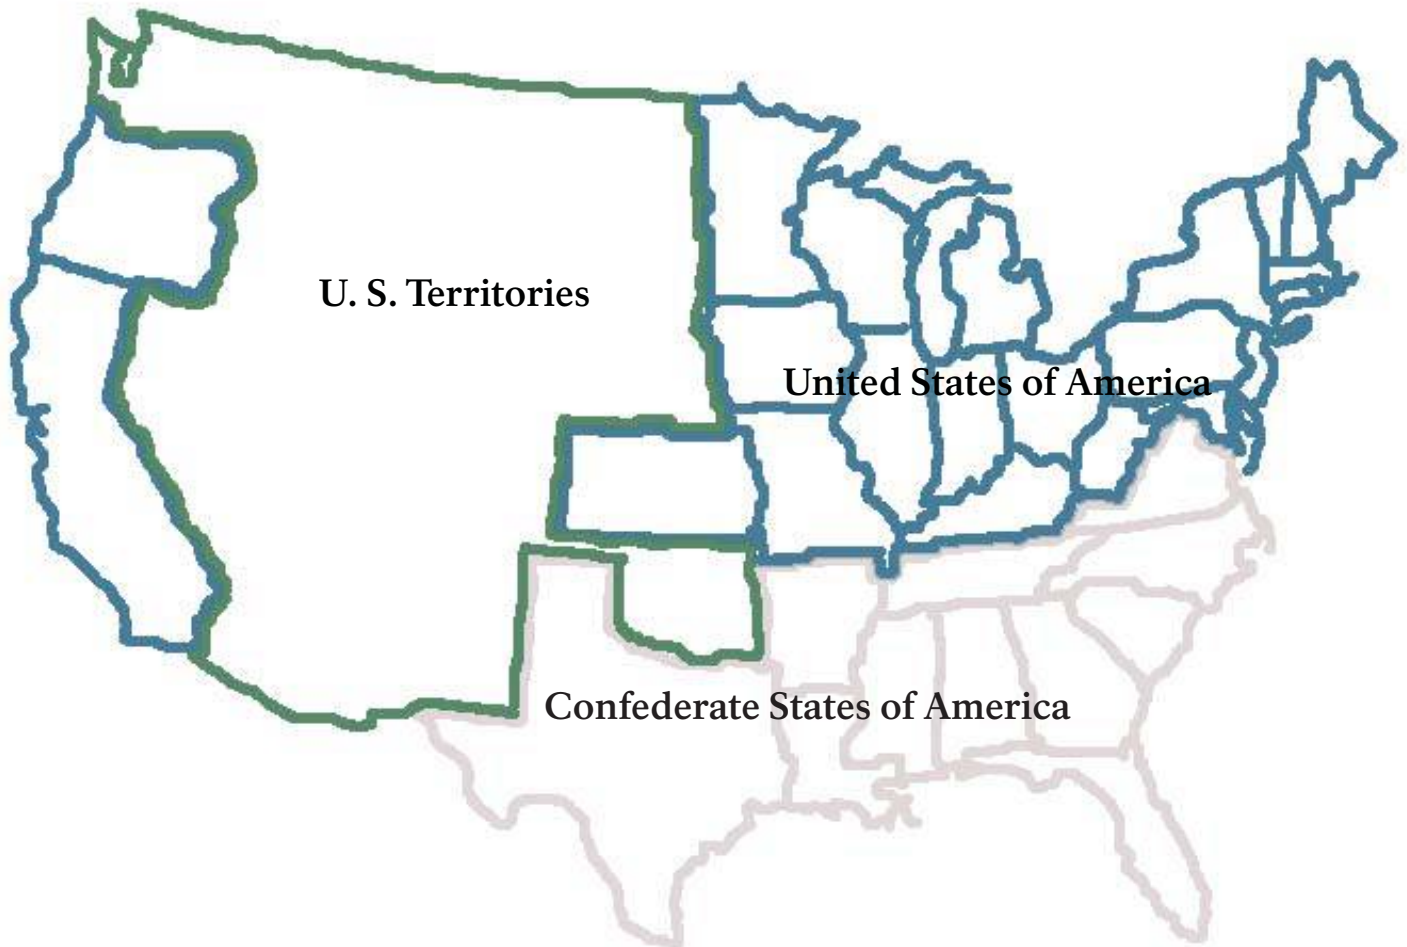 U. S. Territories
United States of America
Confederate States of America